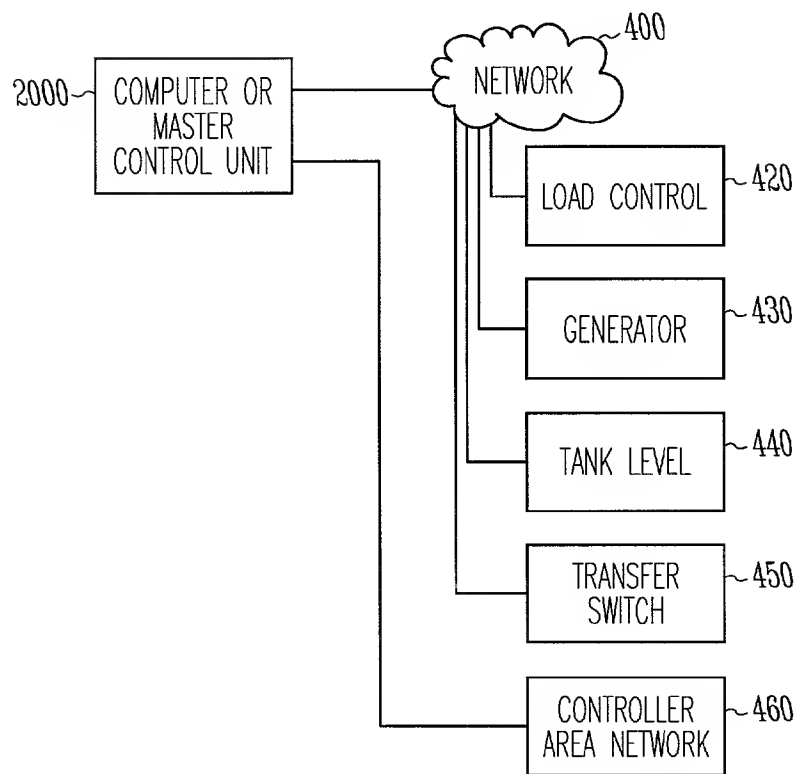 400
NETWORK
2000
COMPUTER OR
MASTER
CONTROL UNIT
LOAD CONTROL
420
GENERATOR
430
TANK LEVEL
440
TRANSFER
SWITCH
450
CONTROLLER
AREA NETWORK
460